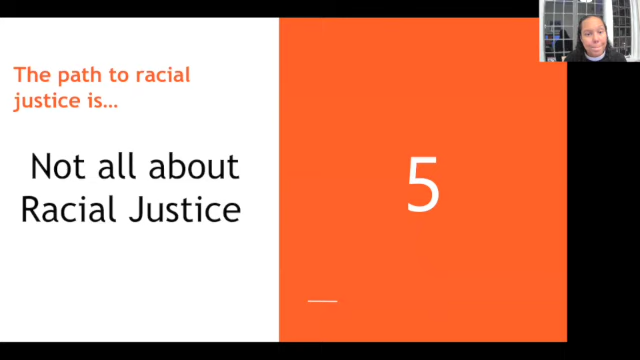 The path to racial
justice is…
Not all about
Racial Justice
5